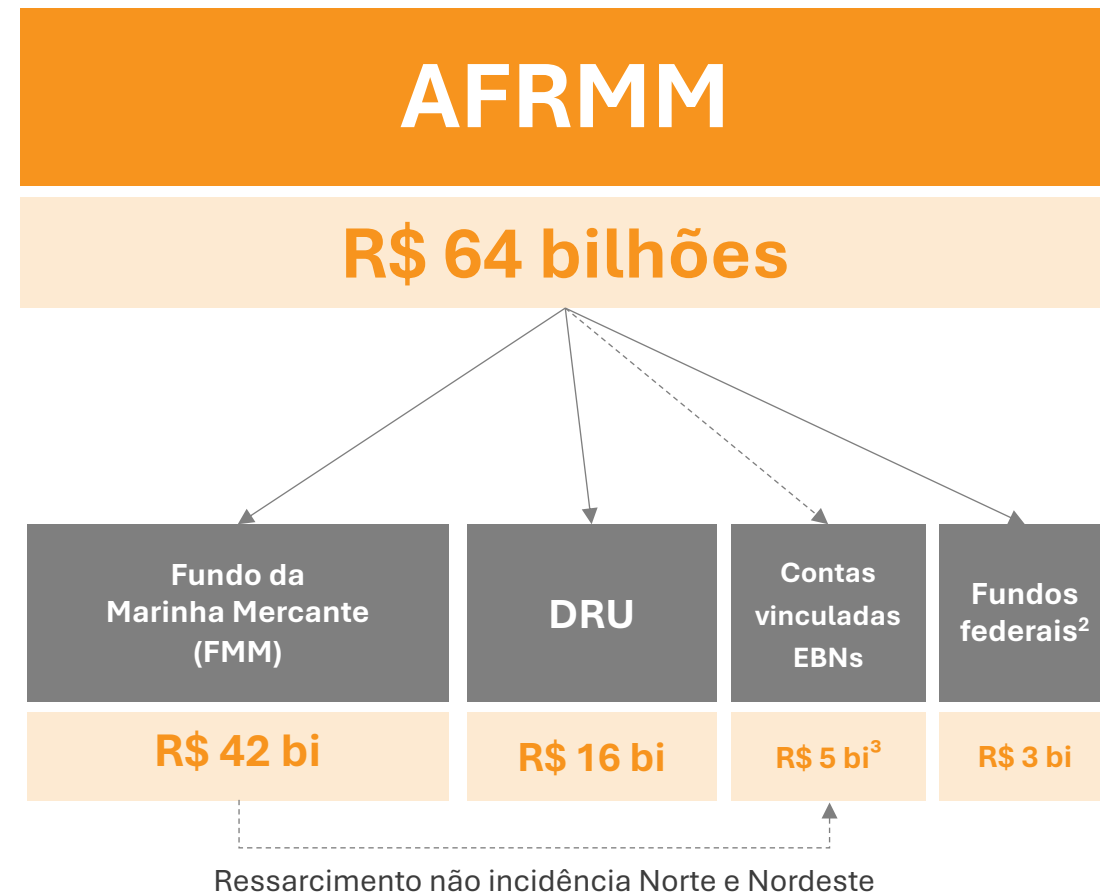 AFRMM
R$ 64 bilhões
Fundo da
Marinha Mercante
(FMM)
DRU
Contas
vinculadas
EBNs
Fundos
federais²
R$ 42 bi
R$ 16 bi
R$ 5 bi³
R$ 3 bi
Ressarcimento não incidência Norte e Nordeste